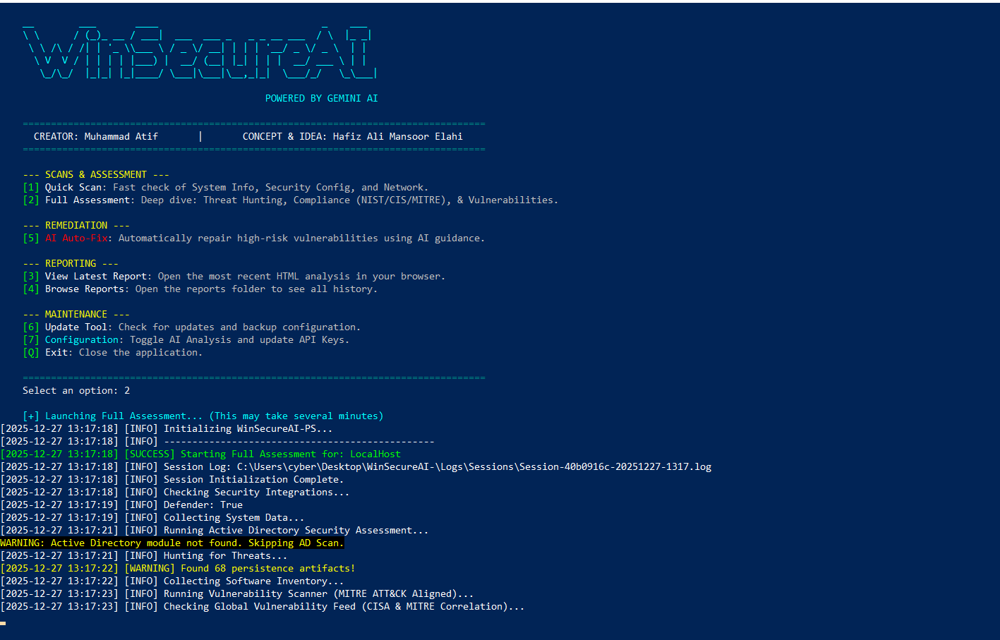 WinSecureAI
POWERED BY GEMINI AI
==================================================================================
CREATOR: Muhammad Atif | CONCEPT & IDEA: Hafiz Ali Mansoor Elahi
==================================================================================
--- SCANS & ASSESSMENT ---
[1] Quick Scan: Fast check of System Info, Security Config, and Network.
[2] Full Assessment: Deep dive: Threat Hunting, Compliance (NIST/CIS/MITRE), & Vulnerabilities.
--- REMEDIATION ---
[5] AI Auto-Fix: Automatically repair high-risk vulnerabilities using AI guidance.
--- REPORTING ---
[3] View Latest Report: Open the most recent HTML analysis in your browser.
[4] Browse Reports: Open the reports folder to see all history.
--- MAINTENANCE ---
[6] Update Tool: Check for updates and backup configuration.
[7] Configuration: Toggle AI Analysis and update API Keys.
[Q] Exit: Close the application.
==================================================================================
Select an option: 2
[+] Launching Full Assessment... (This may take several minutes)
[2025-12-27 13:17:18] [INFO] Initializing WinSecureAI-PS...
[2025-12-27 13:17:18] [INFO] ------------------------------------------------
[2025-12-27 13:17:18] [SUCCESS] Starting Full Assessment for: LocalHost
[2025-12-27 13:17:18] [INFO] Session Log: C:\Users\cyber\Desktop\WinSecureAI-\Logs\Sessions\Session-40b0916c-20251227-1317.log
[2025-12-27 13:17:18] [INFO] Session Initialization Complete.
[2025-12-27 13:17:18] [INFO] Checking Security Integrations...
[2025-12-27 13:17:19] [INFO] Defender: True
[2025-12-27 13:17:19] [INFO] Collecting System Data...
[2025-12-27 13:17:21] [INFO] Running Active Directory Security Assessment...
WARNING: Active Directory module not found. Skipping AD Scan.
[2025-12-27 13:17:21] [INFO] Hunting for Threats...
[2025-12-27 13:17:22] [WARNING] Found 68 persistence artifacts!
[2025-12-27 13:17:22] [INFO] Collecting Software Inventory...
[2025-12-27 13:17:23] [INFO] Running Vulnerability Scanner (MITRE ATT&CK Aligned)...
[2025-12-27 13:17:23] [INFO] Checking Global Vulnerability Feed (CISA & MITRE Correlation)...